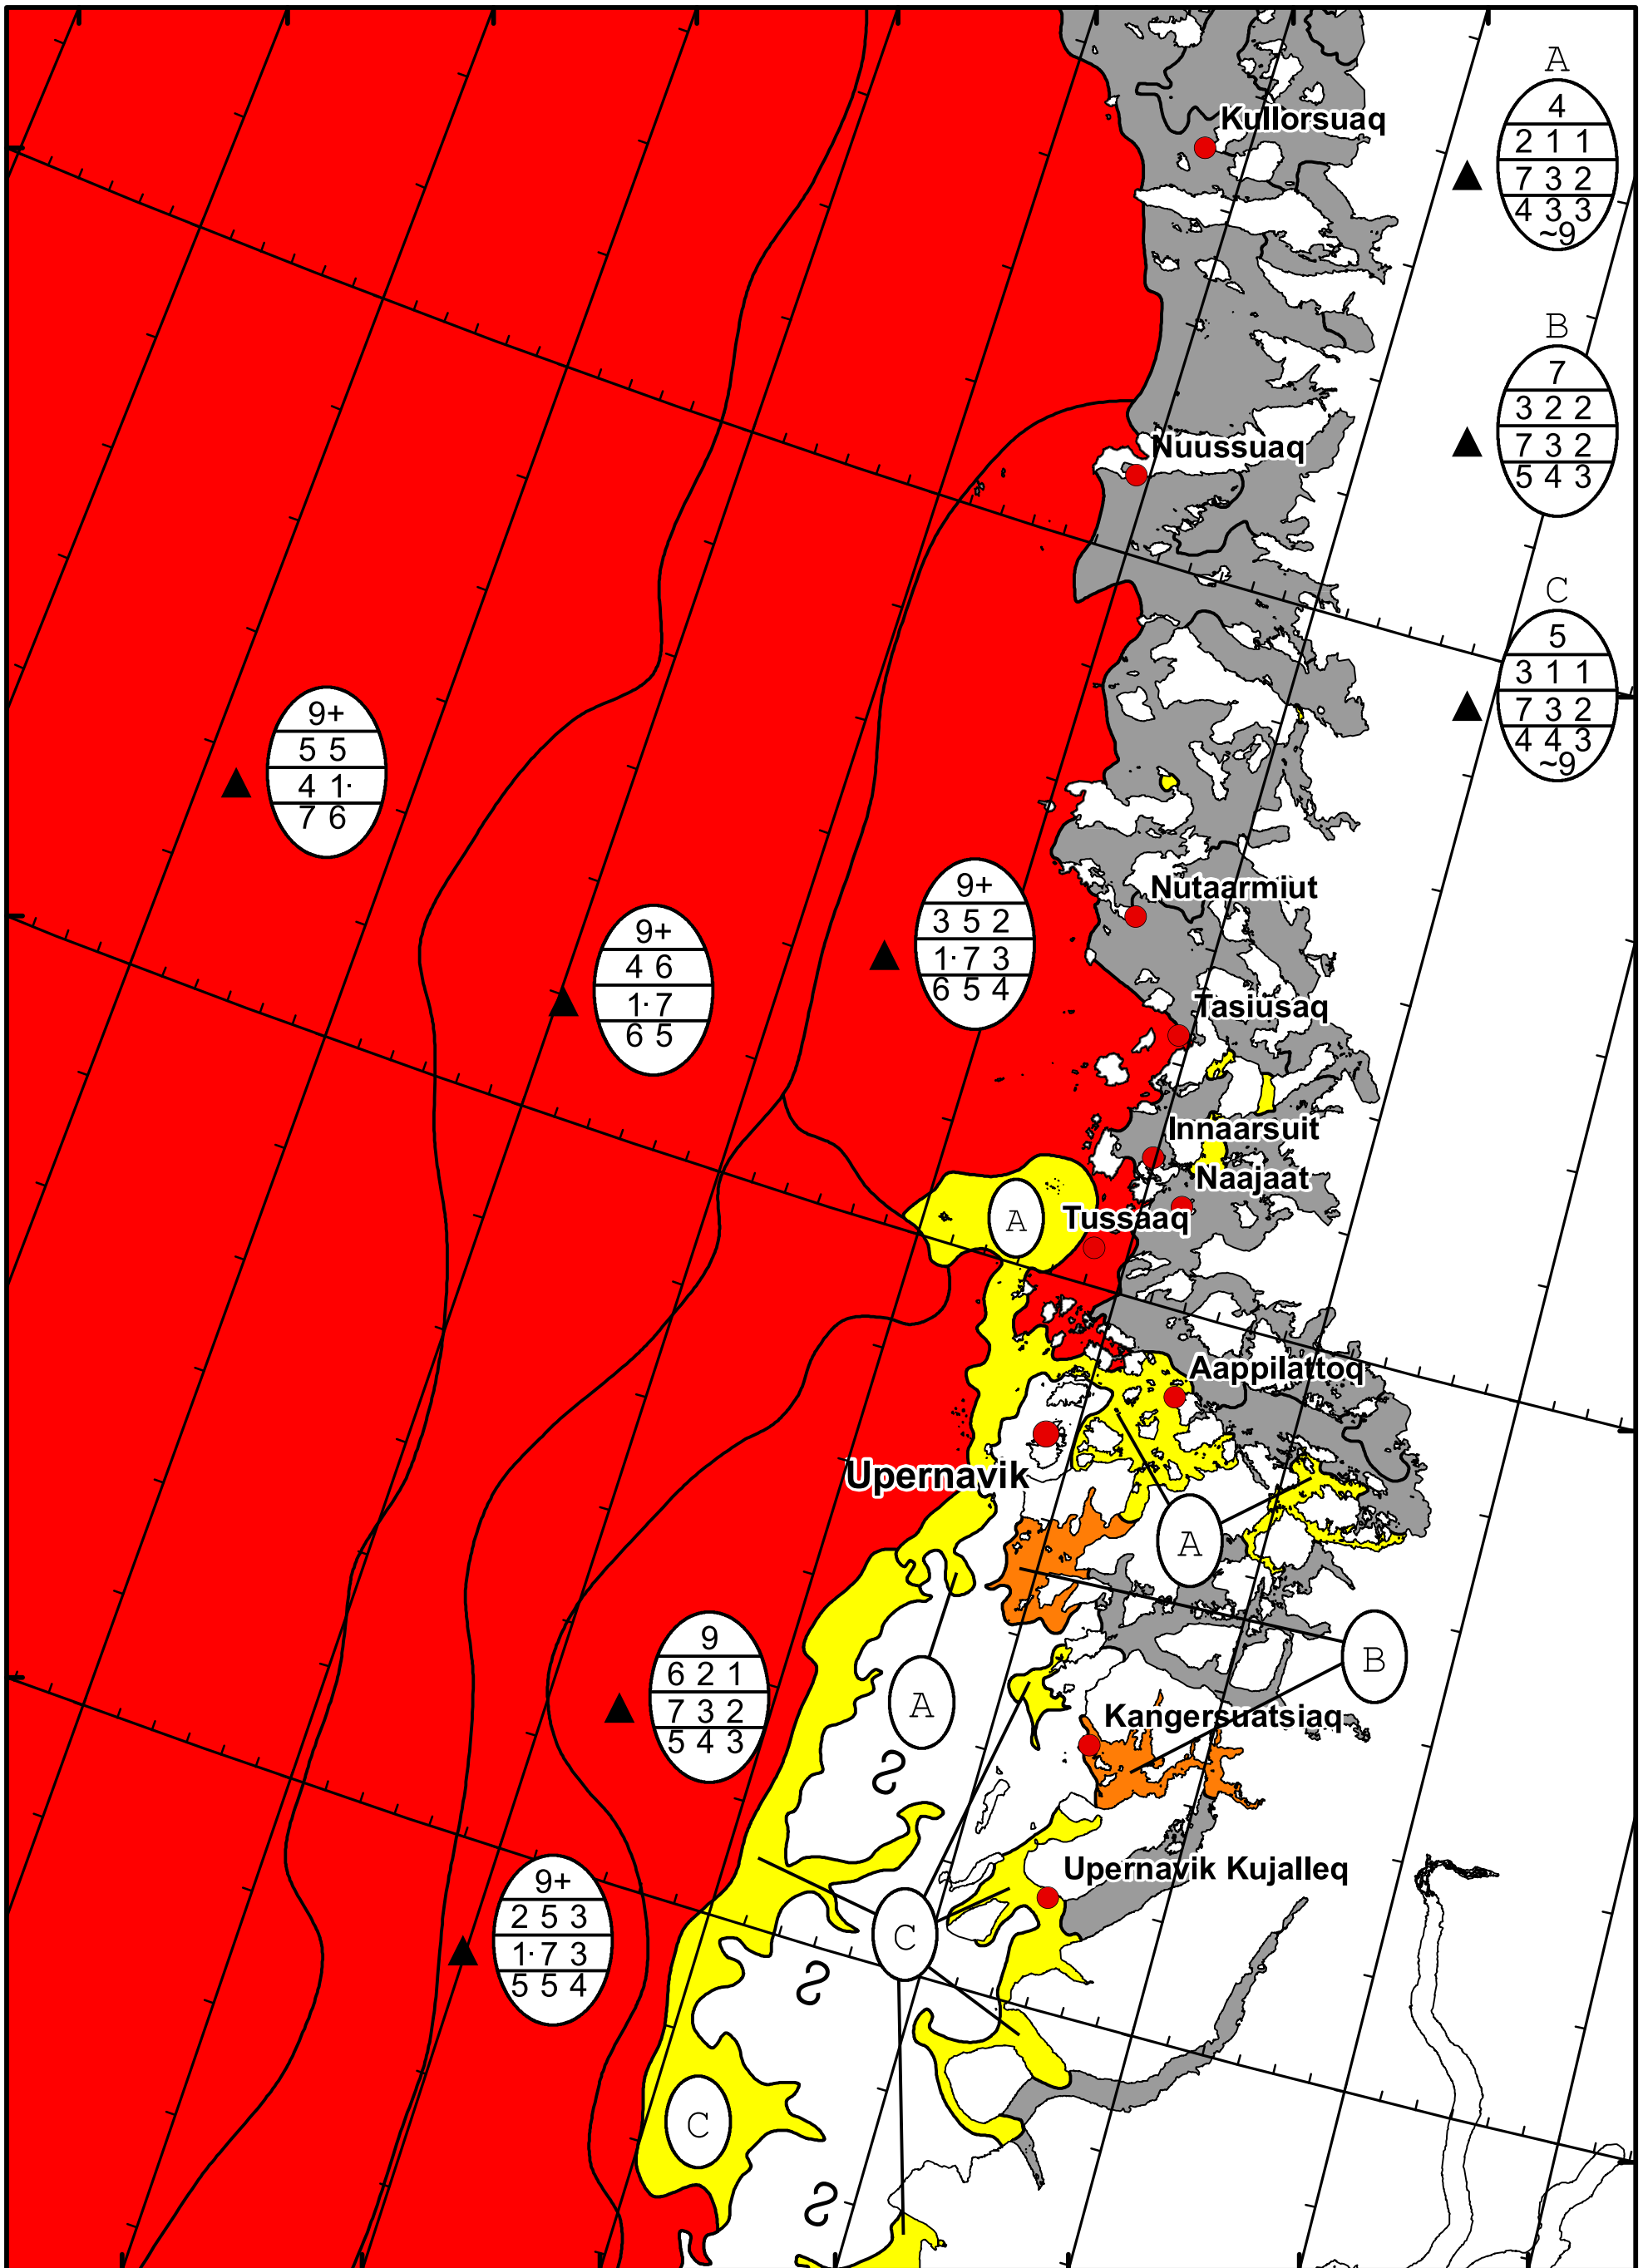 A
4
2 1 1
7 3 2
4 3 3
~9
Kullorsuaq
B
7
3 2 2
7 3 2
5 4 3
Nuussuaq
C
5
3 1 1
7 3 2
4 4 3
~9
9+
5 5
4 1·
7 6
9+
4 6
1· 7
6 5
9+
3 5 2
1· 7 3
6 5 4
Nutaarmiut
Tasiusaq
Innaarsuit
Naajaat
A
Tussaaq
Aappilattoq
Upernavik
A
B
A
9
6 2 1
7 3 2
5 4 3
Kangersuatsiaq
Upernavik Kujalleq
C
9+
2 5 3
1· 7 3
5 5 4
C